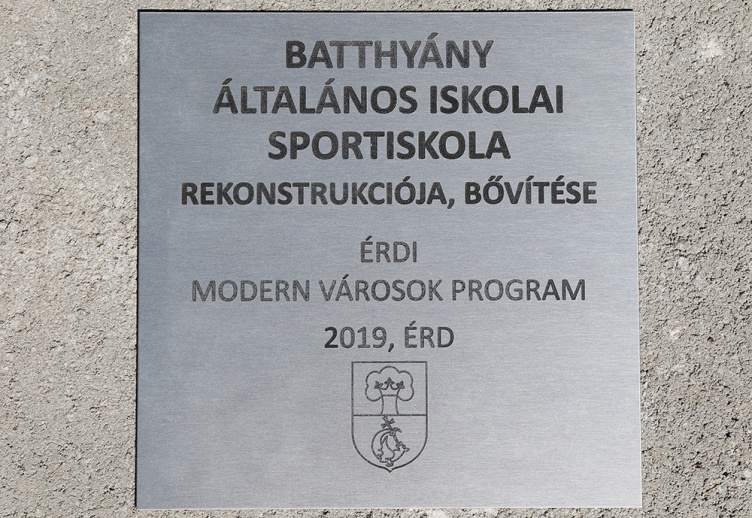 BATTHYÁNY
ÁLTALÁNOS ISKOLAI
SPORTISKOLA
REKONSTRUKCIÓJA, BŐVÍTÉSE
ÉRDI
MODERN VÁROSOK PROGRAM
2019, ÉRD